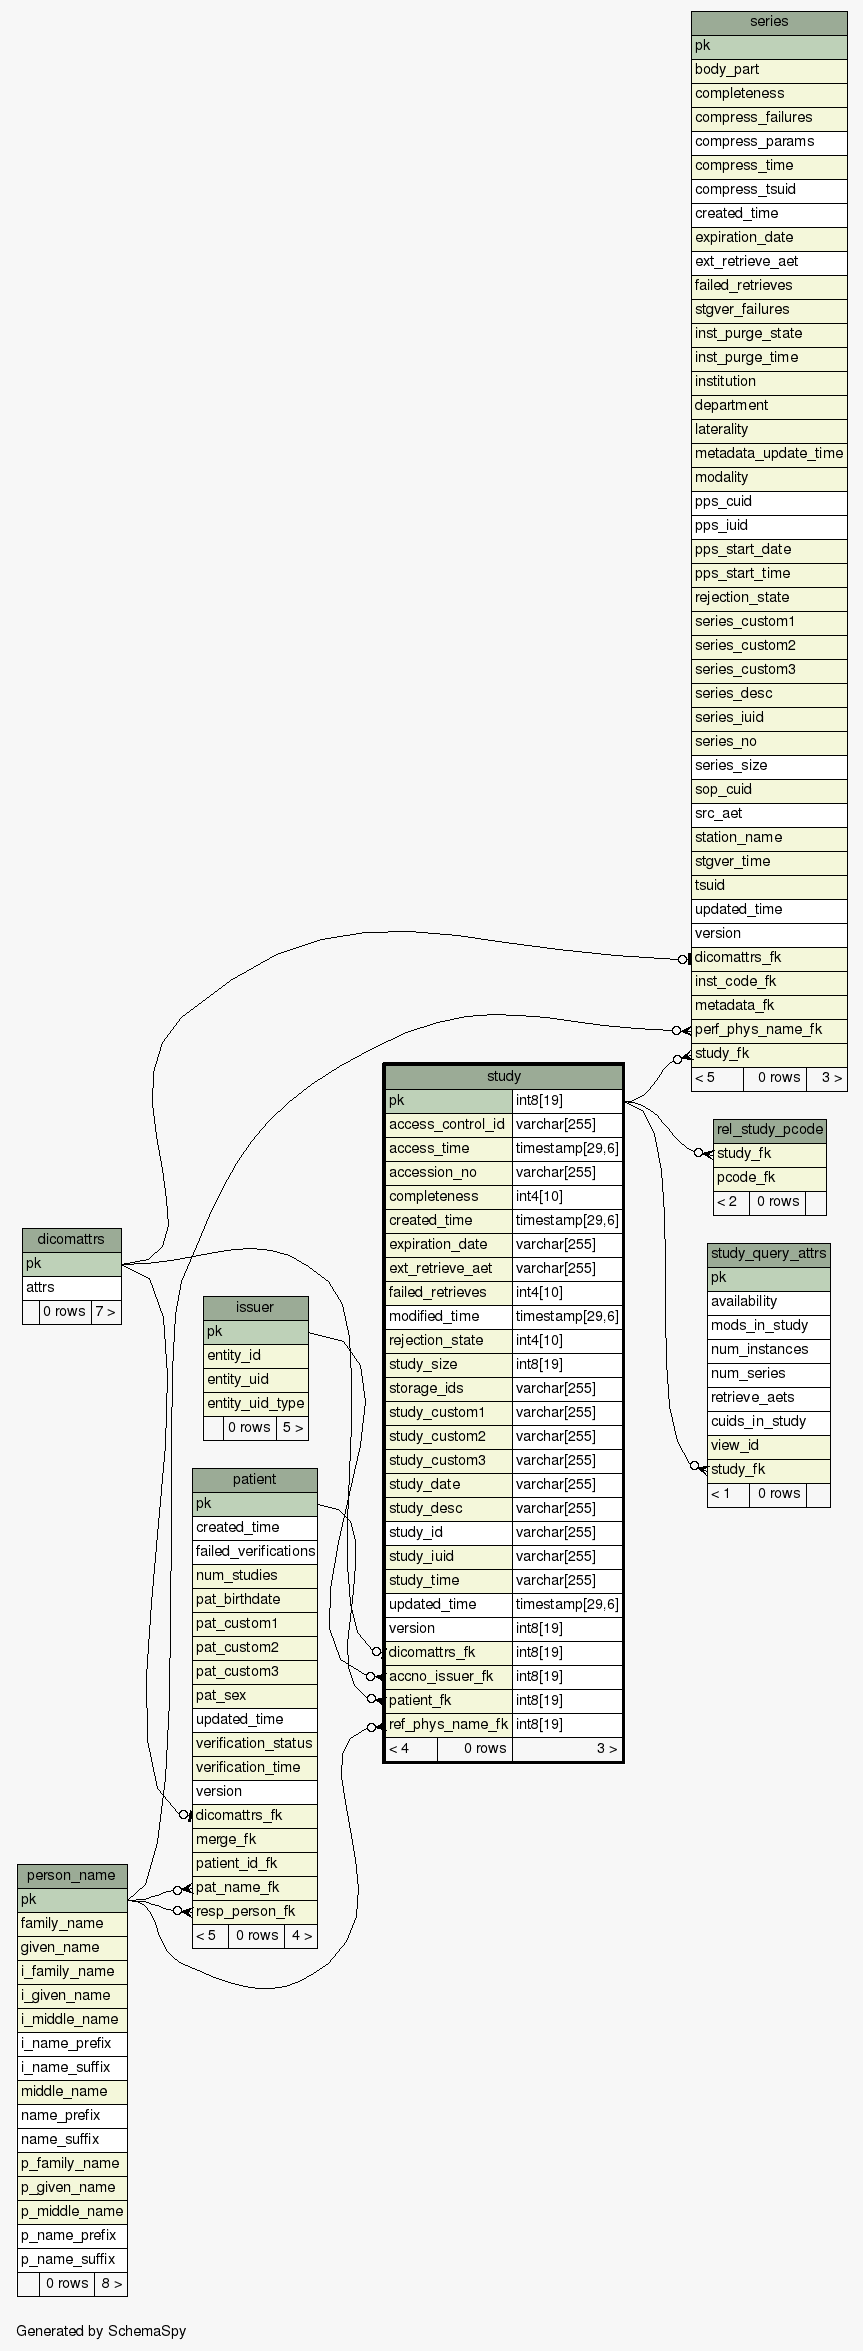 series
pk
body_part
completeness
compress_failures
compress_params
compress_time
compress_tsuid
created_time
expiration_date
ext_retrieve_aet
failed_retrieves
stgver_failures
inst_purge_state
inst_purge_time
institution
department
laterality
metadata_update_time
modality
pps_cuid
pps_iuid
pps_start_date
pps_start_time
rejection_state
series_custom1
series_custom2
series_custom3
series_desc
series_iuid
series_no
series_size
sop_cuid
src_aet
station_name
stgver_time
tsuid
updated_time
version
dicomattrs_fk
inst_code_fk
metadata_fk
perf_phys_name_fk
study_fk
< 5 0 rows 3 >
study
pk int8[19]
access_control_id varchar[255]
access_time timestamp[29,6]
accession_no varchar[255]
completeness int4[10]
created_time timestamp[29,6]
expiration_date varchar[255]
ext_retrieve_aet varchar[255]
failed_retrieves int4[10]
modified_time timestamp[29,6]
rejection_state int4[10]
study_size int8[19]
storage_ids varchar[255]
study_custom1 varchar[255]
study_custom2 varchar[255]
study_custom3 varchar[255]
study_date varchar[255]
study_desc varchar[255]
study_id varchar[255]
study_iuid varchar[255]
study_time varchar[255]
updated_time timestamp[29,6]
version int8[19]
dicomattrs_fk int8[19]
accno_issuer_fk int8[19]
patient_fk int8[19]
ref_phys_name_fk int8[19]
< 4 0 rows 3 >
rel_study_pcode
study_fk
pcode_fk
< 2 0 rows
study_query_attrs
pk
availability
mods_in_study
num_instances
num_series
retrieve_aets
cuids_in_study
view_id
study_fk
< 1 0 rows
dicomattrs
pk
attrs
0 rows 7 >
issuer
pk
entity_id
entity_uid
entity_uid_type
0 rows 5 >
patient
pk
created_time
failed_verifications
num_studies
pat_birthdate
pat_custom1
pat_custom2
pat_custom3
pat_sex
updated_time
verification_status
verification_time
version
dicomattrs_fk
merge_fk
patient_id_fk
pat_name_fk
resp_person_fk
< 5 0 rows 4 >
person_name
pk
family_name
given_name
i_family_name
i_given_name
i_middle_name
i_name_prefix
i_name_suffix
middle_name
name_prefix
name_suffix
p_family_name
p_given_name
p_middle_name
p_name_prefix
p_name_suffix
0 rows 8 >
Generated by SchemaSpy